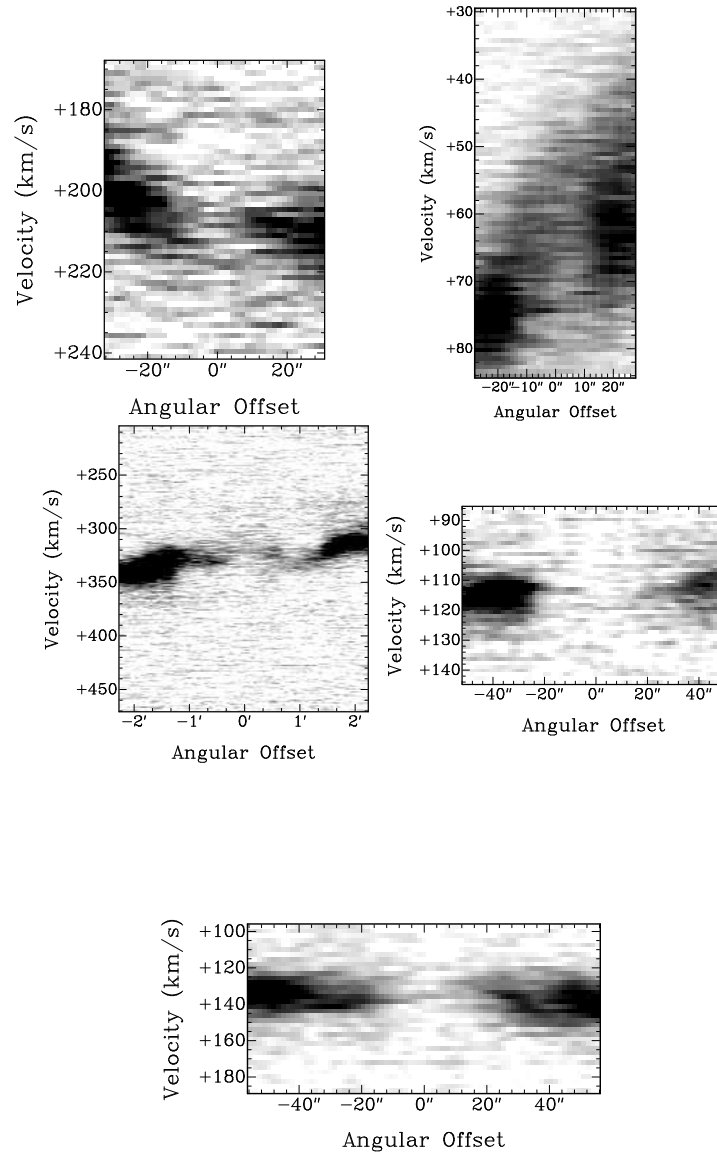 Velocity (km/s)
+180
+200
+220
+240
−20″ 0″ 20″
Angular Offset
Velocity (km/s)
+30
+40
+50
+60
+70
+80
−20″ −10″ 0″ 10″ 20″
Angular Offset
Velocity (km/s)
+250
+300
+350
+400
+450
−2′ −1′ 0′ 1′ 2′
Angular Offset
Velocity (km/s)
+90
+100
+110
+120
+130
+140
−40″ −20″ 0″ 20″ 40″
Angular Offset
Velocity (km/s)
+100
+120
+140
+160
+180
−40″ −20″ 0″ 20″ 40″
Angular Offset